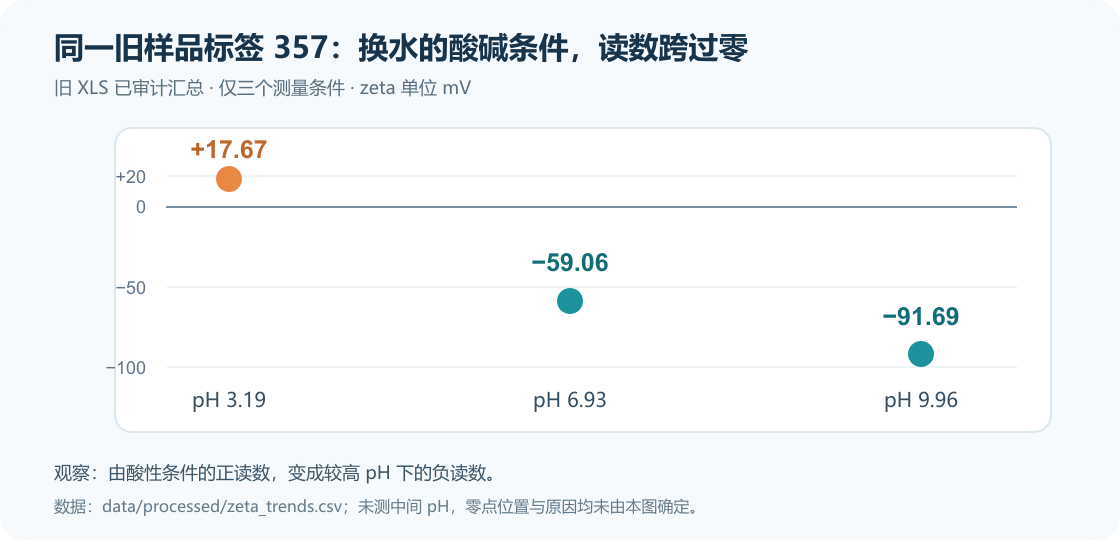 同一旧样品标签 357：换水的酸碱条件，读数跨过零
旧 XLS 已审计汇总 · 仅三个测量条件 · zeta 单位 mV
+17.67
+20
0
−59.06
−50
−91.69
−100
pH 3.19
pH 6.93
pH 9.96
观察：由酸性条件的正读数，变成较高 pH 下的负读数。
数据：data/processed/zeta_trends.csv；未测中间 pH，零点位置与原因均未由本图确定。